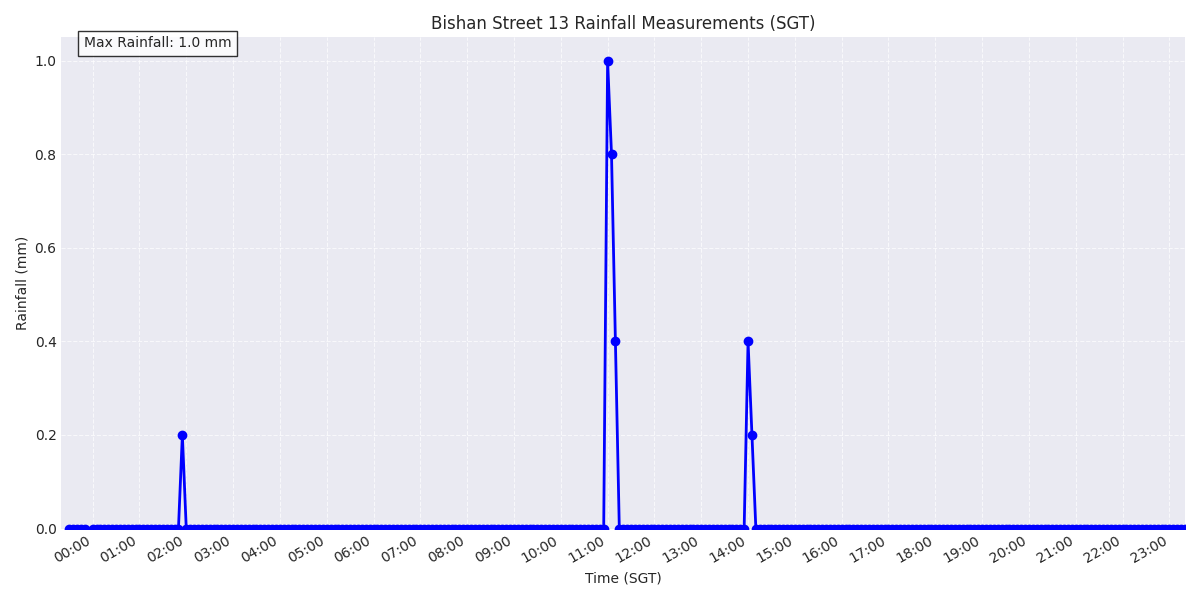 Bishan Street 13 Rainfall Measurements (SGT)
Max Rainfall: 1.0 mm
1.0
0.8
0.6
0.4
0.2
0.0
Rainfall (mm)
00:00 01:00 02:00 03:00 04:00 05:00 06:00 07:00 08:00 09:00 10:00 11:00 12:00 13:00 14:00 15:00 16:00 17:00 18:00 19:00 20:00 21:00 22:00 23:00
Time (SGT)